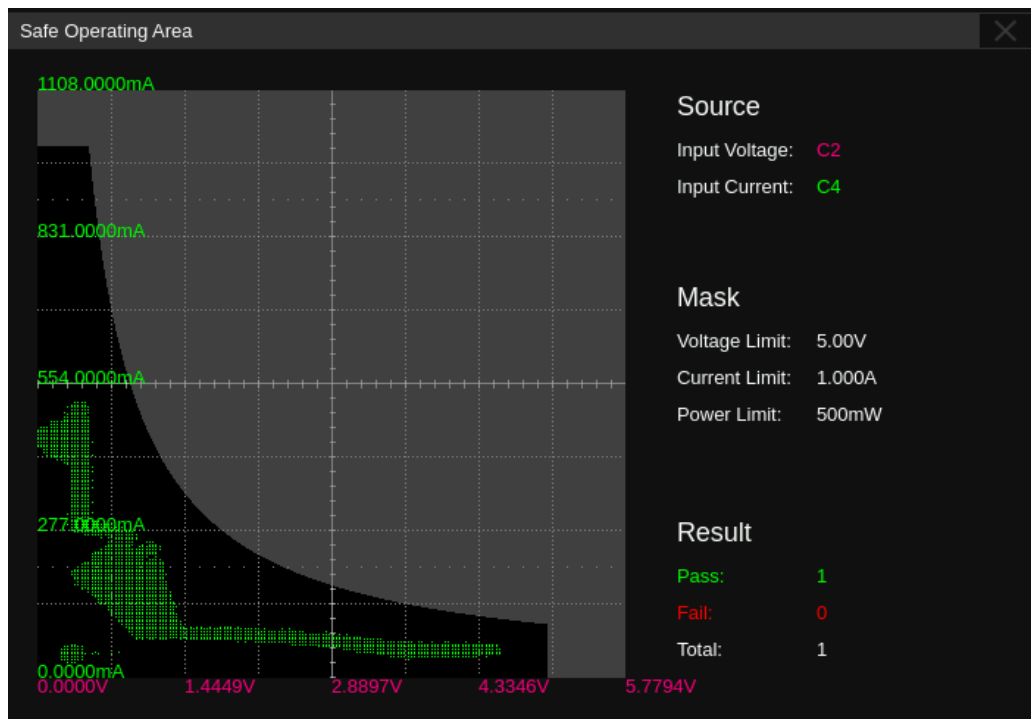 Safe Operating Area
1108.0000mA
831.0000mA
554.0000mA
277.0000mA
0.0000mA
0.0000V 1.4449V 2.8897V 4.3346V 5.7794V
Source
Input Voltage: C2
Input Current: C4
Mask
Voltage Limit: 5.00V
Current Limit: 1.000A
Power Limit: 500mW
Result
Pass: 1
Fail: 0
Total: 1